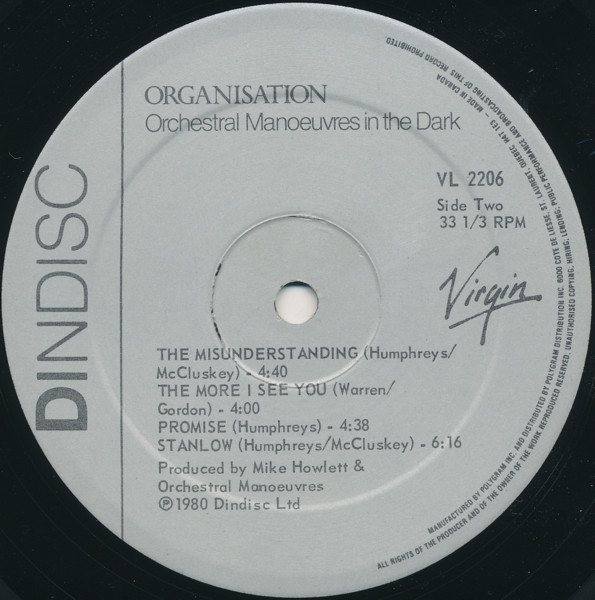 ORGANISATION
Orchestral Manoeuvres in the Dark
DINDISC
VL 2206
Side Two
33 1/3 RPM
Virgin
THE MISUNDERSTANDING (Humphreys/
McCluskey) - 4:40
THE MORE I SEE YOU (Warren/
Gordon) - 4:00
PROMISE (Humphreys) - 4:38
STANLOW (Humphreys/McCluskey) - 6:16
Produced by Mike Howlett &
Orchestral Manoeuvres
℗1980 Dindisc Ltd
MANUFACTURED BY POLYGRAM INC. AND DISTRIBUTED BY POLYGRAM DISTRIBUTION INC. 6000 COTE DE LIESSE, ST. LAURENT, QUEBEC H4T 1E3 – MADE IN CANADA
ALL RIGHTS OF THE PRODUCER AND OF THE OWNER OF THE WORK REPRODUCED RESERVED. UNAUTHORISED COPYING, HIRING, LENDING, PUBLIC PERFORMANCE AND BROADCASTING OF THIS RECORD PROHIBITED